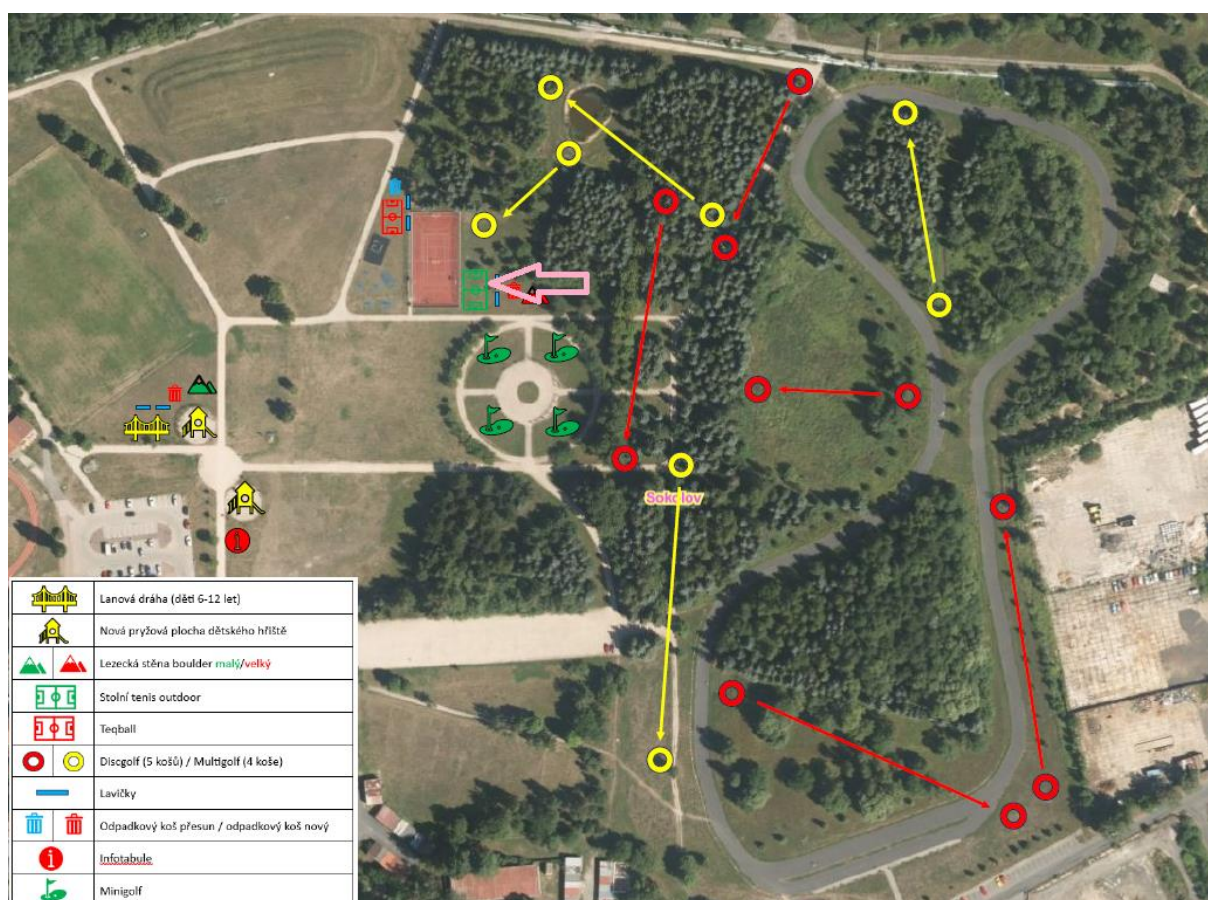 Sokolov
Lanová dráha (děti 6-12 let)
Nová pryžová plocha dětského hřiště
Lezecká stěna boulder malý/velký
Stolní tenis outdoor
Teqball
Discgolf (5 košů) / Multigolf (4 koše)
Lavičky
Odpadkový koš přesun / odpadkový koš nový
Infotabule
Minigolf